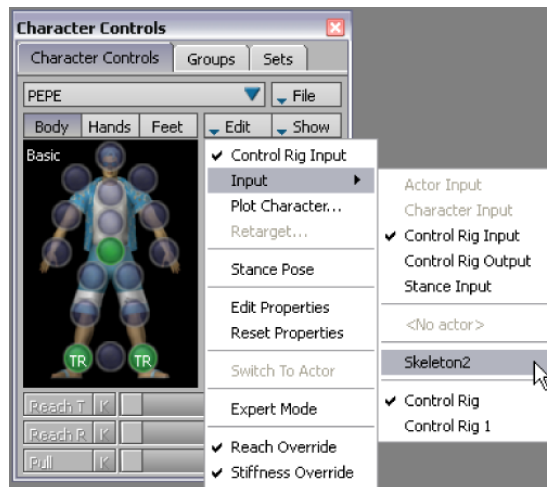 Character Controls
Character Controls Groups Sets
PEPE File
Body Hands Feet Edit Show
Basic
TR TR
Reach T K
Reach R K
Pull K
Control Rig Input
Input
Plot Character...
Retarget...
Stance Pose
Edit Properties
Reset Properties
Switch To Actor
Expert Mode
Reach Override
Stiffness Override
Actor Input
Character Input
Control Rig Input
Control Rig Output
Stance Input
<No actor>
Skeleton2
Control Rig
Control Rig 1